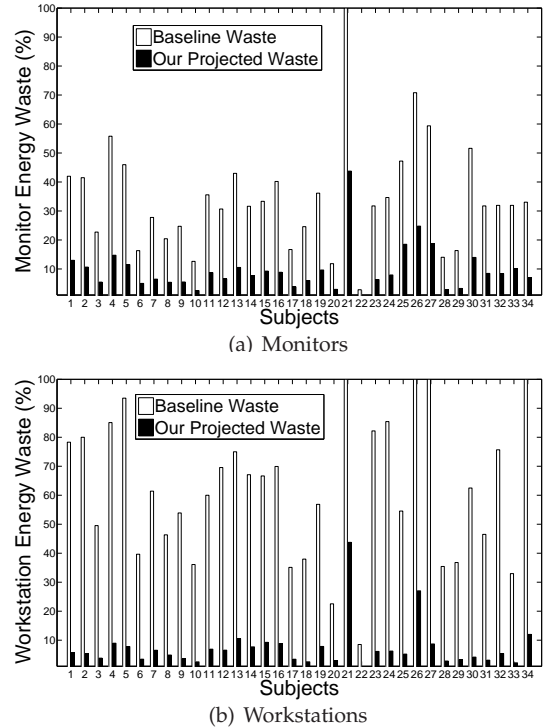 Monitor Energy Waste (%)
100
90
80
70
60
50
40
30
20
10
Baseline Waste
Our Projected Waste
1 2 3 4 5 6 7 8 9 10 11 12 13 14 15 16 17 18 19 20 21 22 23 24 25 26 27 28 29 30 31 32 33 34
Subjects
(a) Monitors
Workstation Energy Waste (%)
100
90
80
70
60
50
40
30
20
10
Baseline Waste
Our Projected Waste
1 2 3 4 5 6 7 8 9 10 11 12 13 14 15 16 17 18 19 20 21 22 23 24 25 26 27 28 29 30 31 32 33 34
Subjects
(b) Workstations